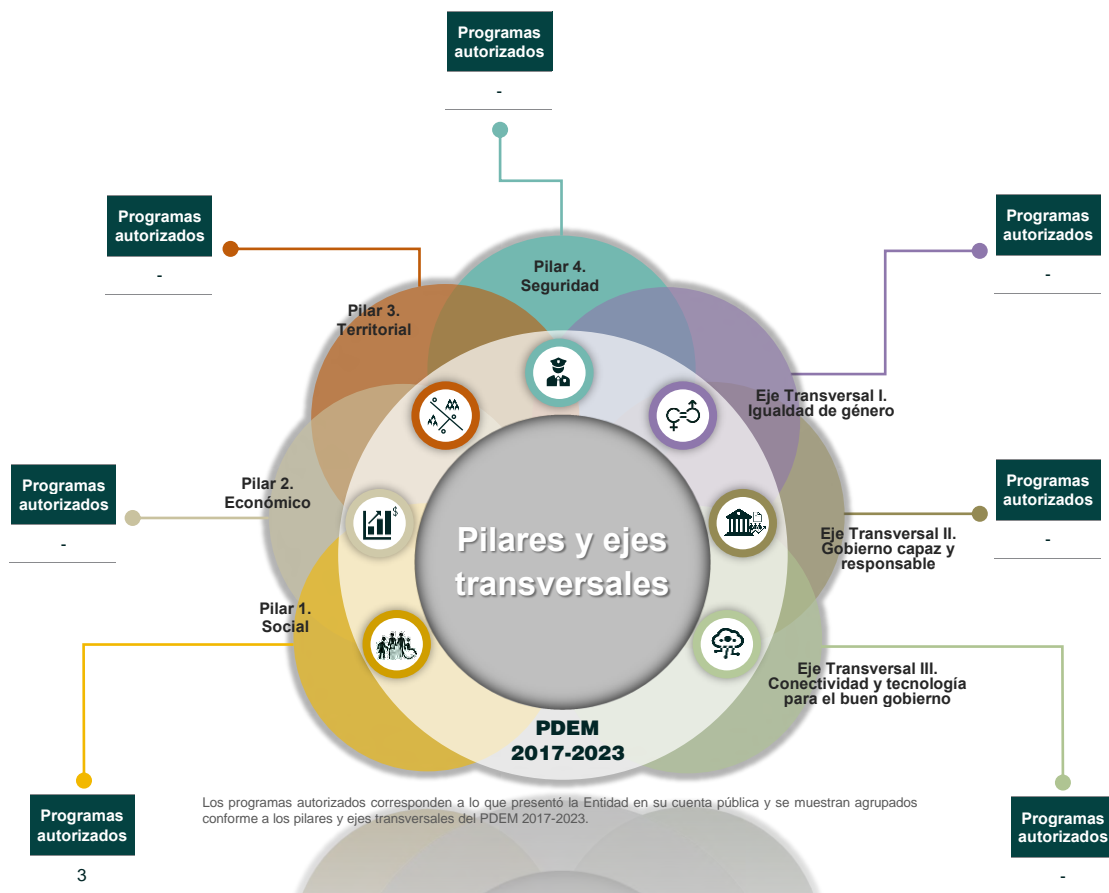 Programas
autorizados
-
Programas
autorizados
-
Programas
autorizados
-
Pilar 4.
Seguridad
Pilar 3.
Territorial
Eje Transversal I.
Igualdad de género
Programas
autorizados
-
Pilar 2.
Económico
Programas
autorizados
-
Eje Transversal II.
Gobierno capaz y
responsable
Pilares y ejes
transversales
Pilar 1.
Social
Eje Transversal III.
Conectividad y tecnología
para el buen gobierno
PDEM
2017-2023
Programas
autorizados
3
Los programas autorizados corresponden a lo que presentó la Entidad en su cuenta pública y se muestran agrupados
conforme a los pilares y ejes transversales del PDEM 2017-2023.
Programas
autorizados
-